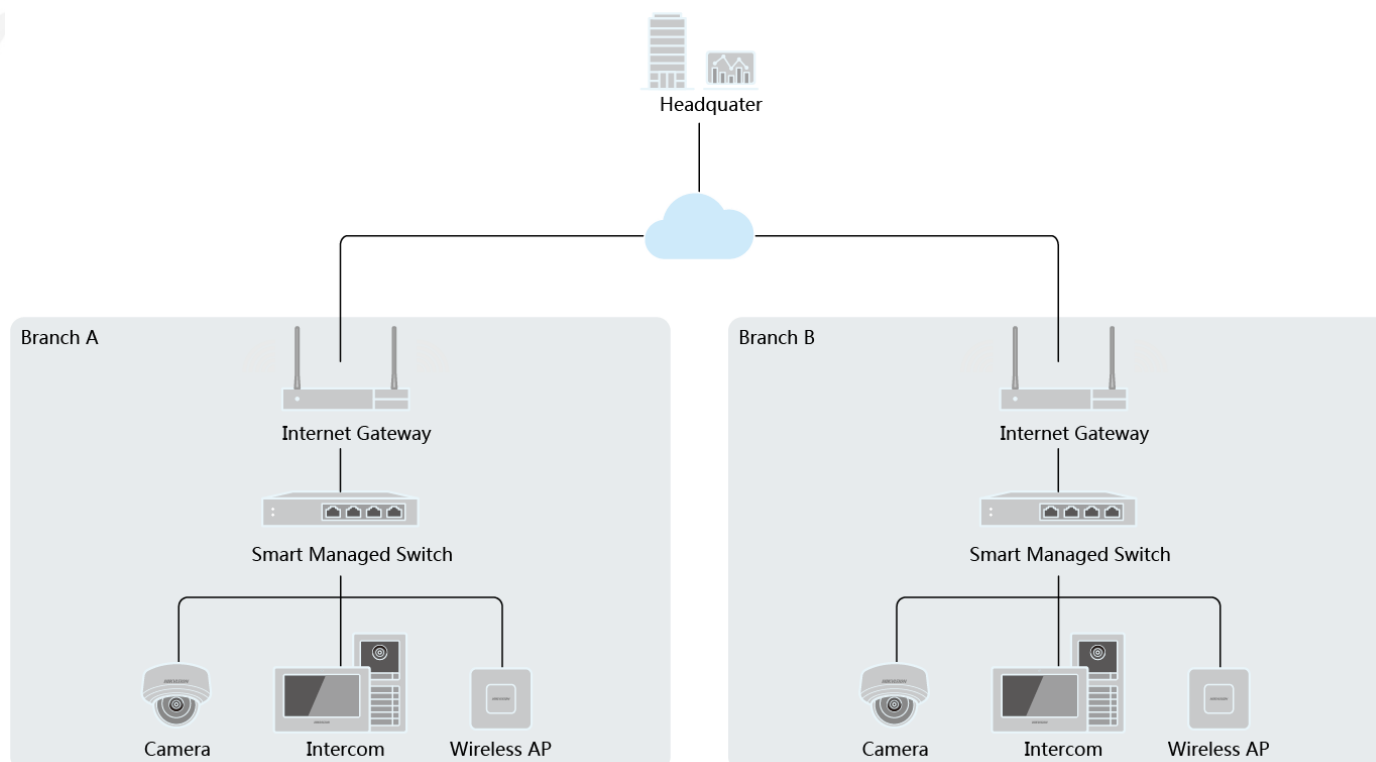 Headquater
Branch A
Branch B
Internet Gateway
Internet Gateway
Smart Managed Switch
Smart Managed Switch
Camera
Intercom
Wireless AP
Camera
Intercom
Wireless AP